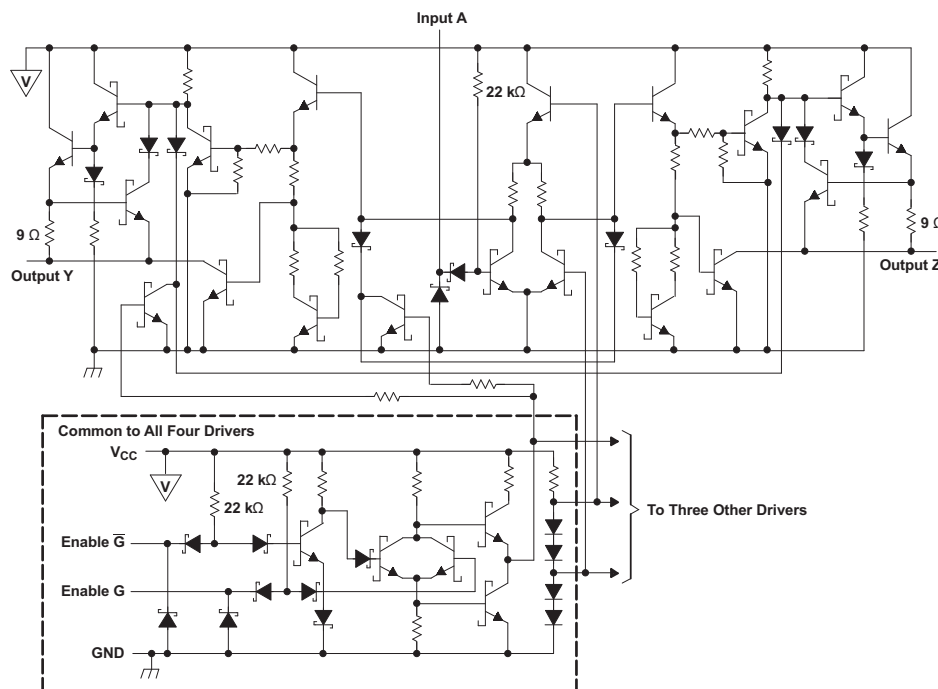 Input A
V
22 kΩ
9 Ω
9 Ω
Output Y
Output Z
Common to All Four Drivers
VCC
V
22 kΩ
22 kΩ
To Three Other Drivers
Enable G̅
Enable G
GND